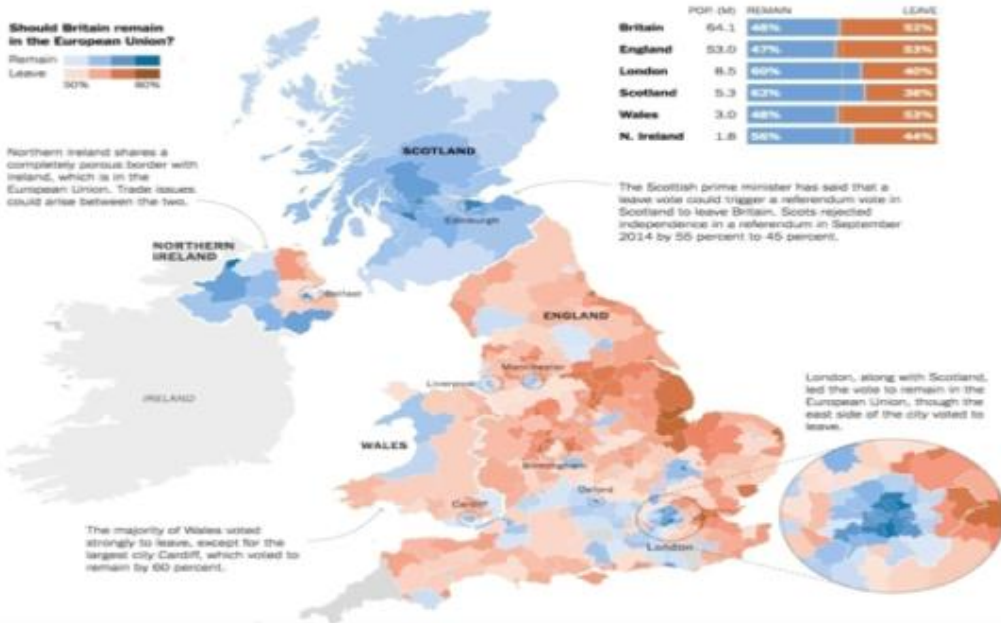 Should Britain remain
in the European Union?
Remain
Leave
50% 80%
POP. (M) REMAIN LEAVE
Britain 64.1 48% 52%
England 53.0 47% 53%
London 8.5 60% 40%
Scotland 5.3 62% 38%
Wales 3.0 48% 53%
N. Ireland 1.8 56% 44%
Northern Ireland shares a
completely porous border with
Ireland, which is in the
European Union. Trade issues
could arise between the two.
SCOTLAND
Edinburgh
The Scottish prime minister has said that a
leave vote could trigger a referendum vote in
Scotland to leave Britain. Scots rejected
independence in a referendum in September
2014 by 55 percent to 45 percent.
NORTHERN
IRELAND
Belfast
ENGLAND
Manchester
Liverpool
IRELAND
London, along with Scotland,
led the vote to remain in the
European Union, though the
east side of the city voted to
leave.
WALES
Birmingham
Oxford
Cardiff
London
The majority of Wales voted
strongly to leave, except for the
largest city Cardiff, which voted to
remain by 60 percent.